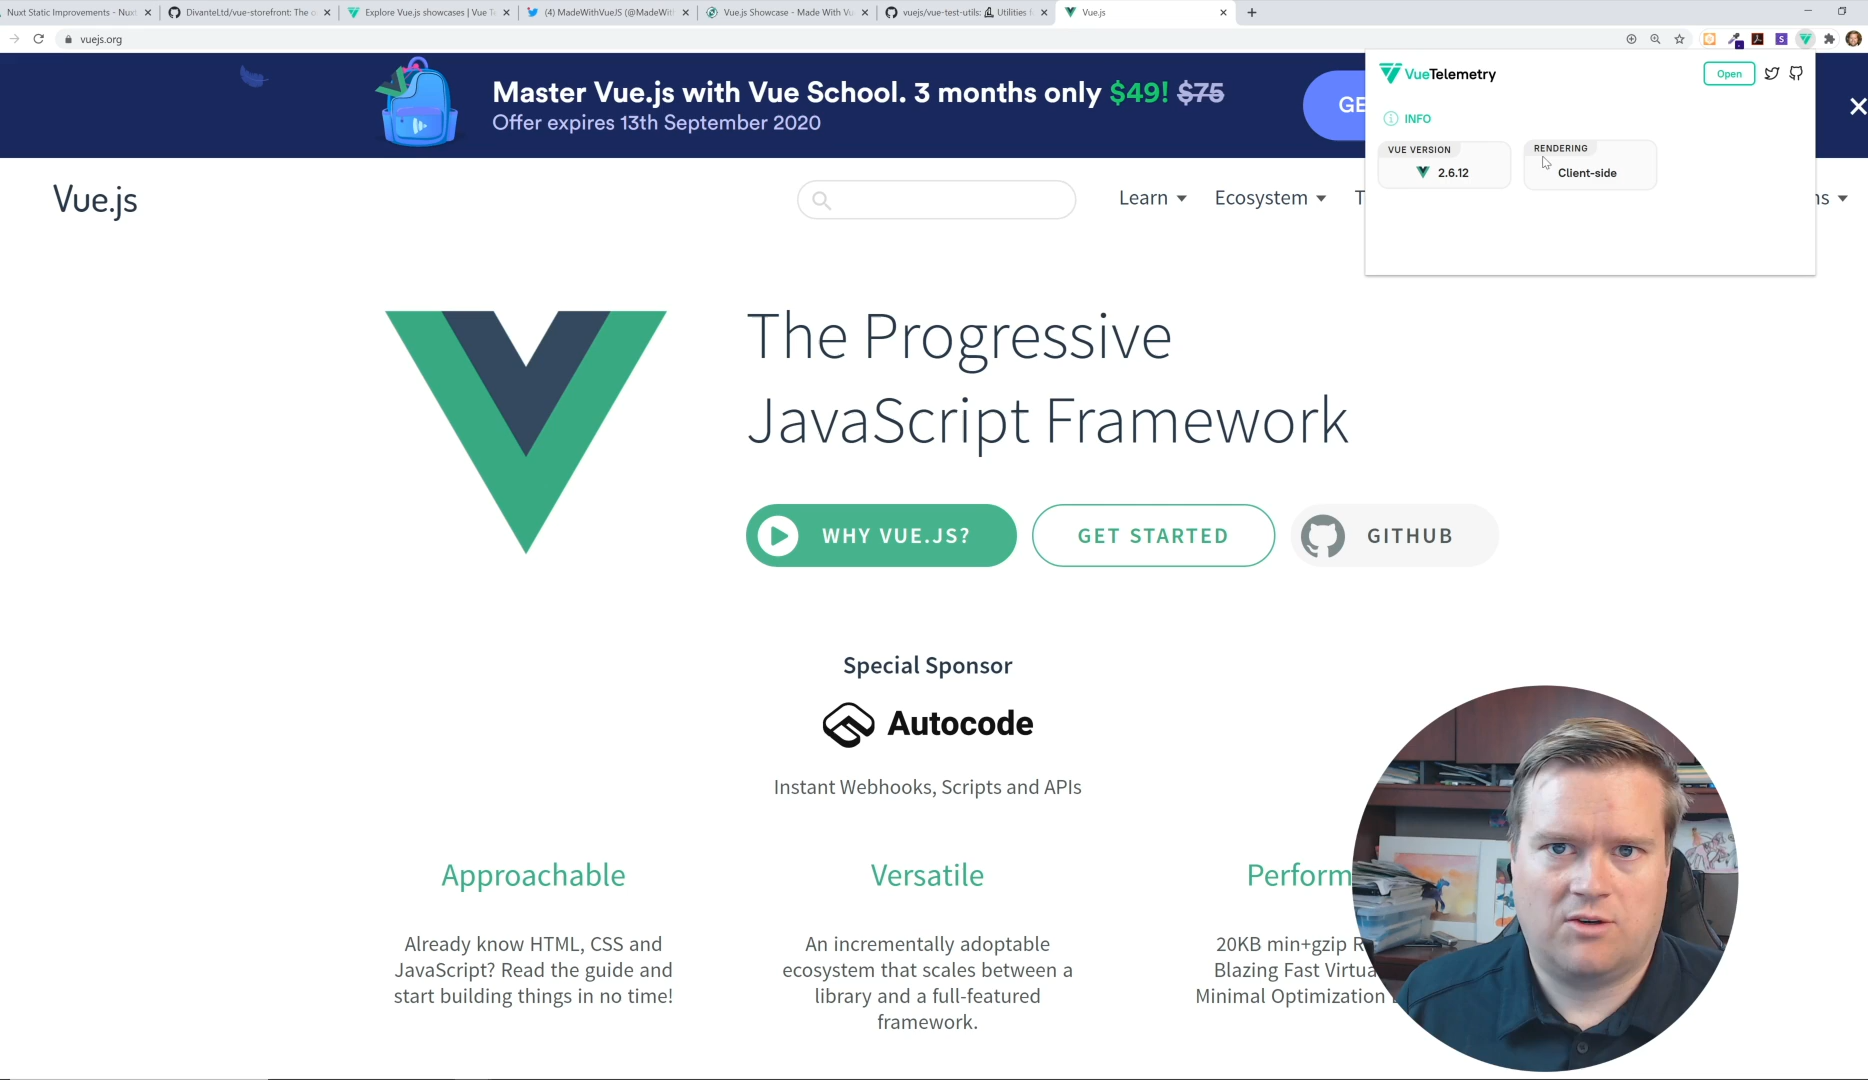 Nuxt Static Improvements - Nux
DivanteLtd/vue-storefront: The o
Explore Vue.js showcases | Vue T
(4) MadeWithVueJS (@MadeWit
Vue.js Showcase - Made With Vu
vuejs/vue-test-utils: Utilities f
Vue.js
vuejs.org
Master Vue.js with Vue School. 3 months only $49! $75
Offer expires 13th September 2020
GE
VueTelemetry
Open
INFO
VUE VERSION
2.6.12
RENDERING
Client-side
Vue.js
Learn
Ecosystem
T
ns
The Progressive
JavaScript Framework
WHY VUE.JS?
GET STARTED
GITHUB
Special Sponsor
Autocode
Instant Webhooks, Scripts and APIs
Approachable
Already know HTML, CSS and
JavaScript? Read the guide and
start building things in no time!
Versatile
An incrementally adoptable
ecosystem that scales between a
library and a full-featured
framework.
Perform
20KB min+gzip R
Blazing Fast Virtua
Minimal Optimization